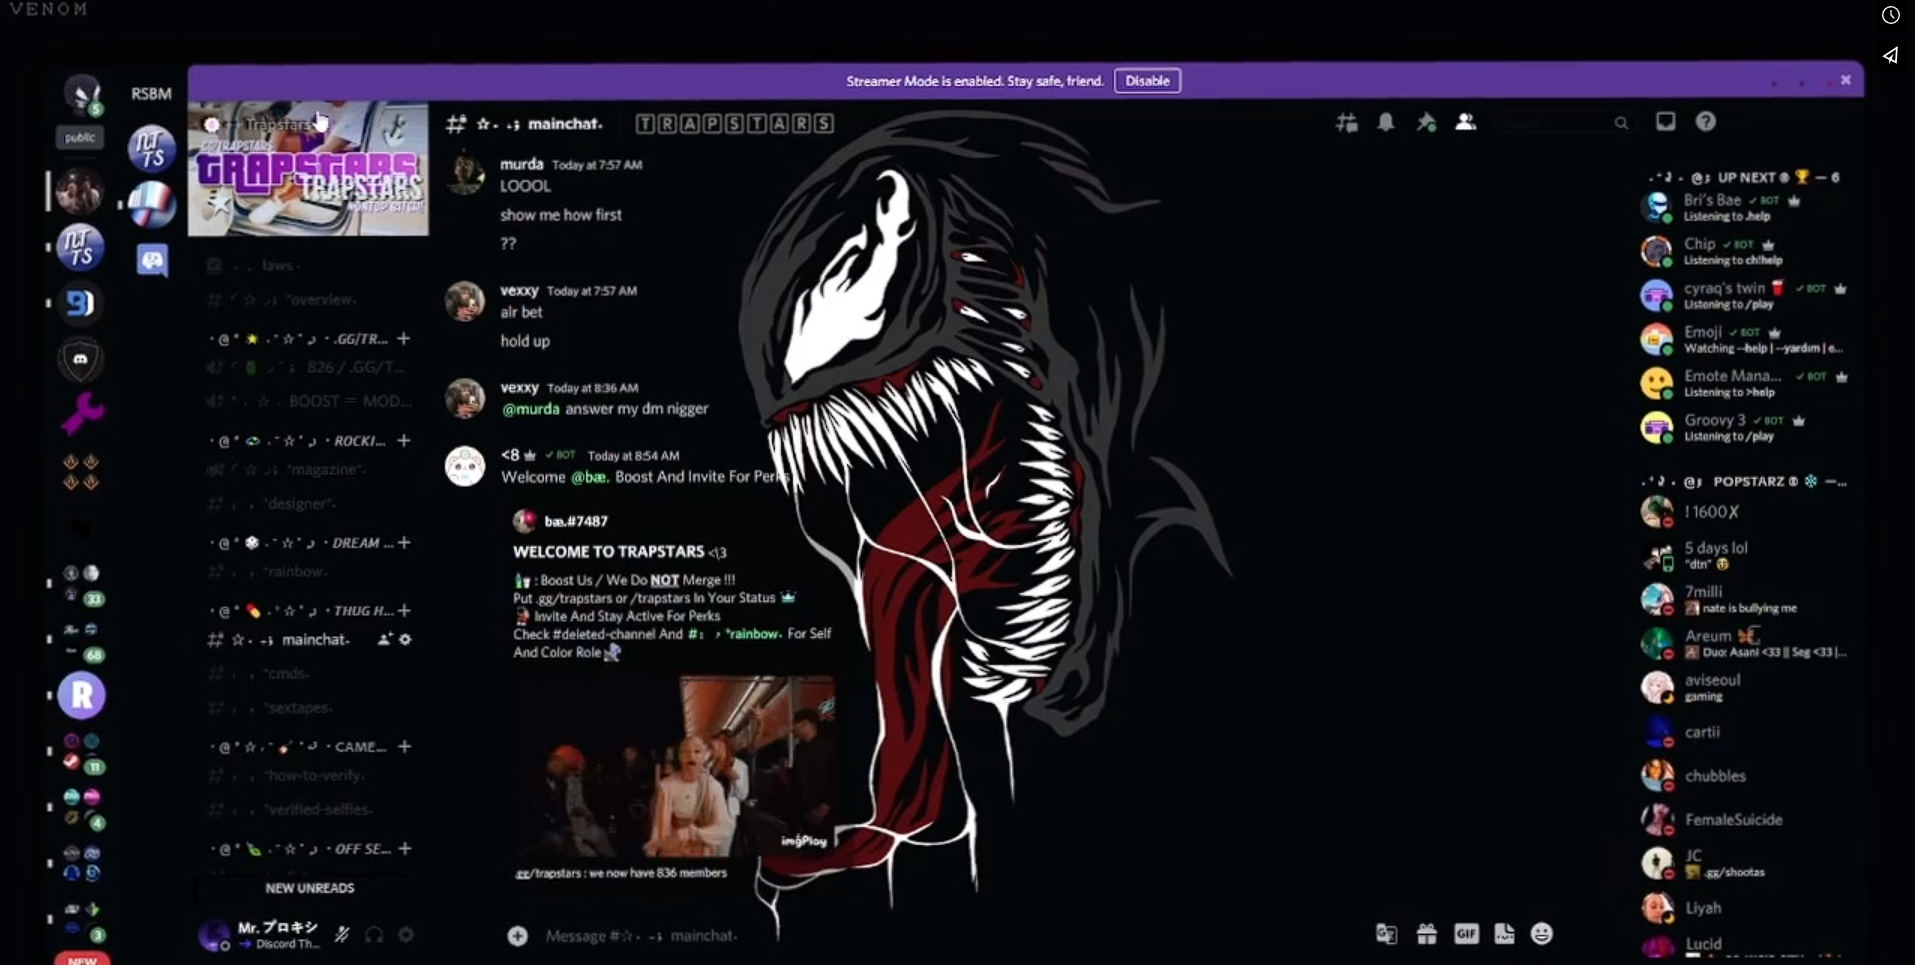 VENOM
Streamer Mode is enabled. Stay safe, friend.
Disable
RSBM
public
Trapstars
TRAPSTARS
TRAPSTARS
laws
*overview
.GG/TR...
826 / .GG/T...
BOOST = MOD...
ROCKI...
"magazine"
"designer"
DREAM ...
"rainbow
THUG H...
mainchat
"cmds
"sextapes
CAME...
"how-to-verify
"verified-selfies
OFF SE...
NEW UNREADS
Mr. プロキシ
Discord Th...
NEW
mainchat
TRAPSTARS
murda Today at 7:57 AM
LOOOL
show me how first
??
vexxy Today at 7:57 AM
alr bet
hold up
vexxy Today at 8:36 AM
@murda answer my dm nigger
<8 ✓ BOT Today at 8:54 AM
Welcome @bæ. Boost And Invite For Perks
bæ.#7487
WELCOME TO TRAPSTARS <\3
: Boost Us / We Do NOT Merge !!!
Put .gg/trapstars or /trapstars In Your Status
Invite And Stay Active For Perks
Check #deleted-channel And #: , *rainbow. For Self
And Color Role
imgPlay
.gg/trapstars : we now have 836 members
Message #☆ mainchat
GIF
UP NEXT ® 🏆 — 6
Bri's Bae ✓ BOT
Listening to .help
Chip ✓ BOT
Listening to ch!help
cyraq's twin ✓ BOT
Listening to /play
Emoji ✓ BOT
Watching --help | --yardım | e...
Emote Mana... ✓ BOT
Listening to >help
Groovy 3 ✓ BOT
Listening to /play
POPSTARZ ® ❄ —...
! 1600X
5 days lol
"dtn"
7milli
nate is bullying me
Areum
Duo: Asani <33 || Seg <33 |...
aviseoul
gaming
cartii
chubbles
FemaleSuicide
JC
.gg/shootas
Liyah
Lucid
5
33
68
R
11
4
3